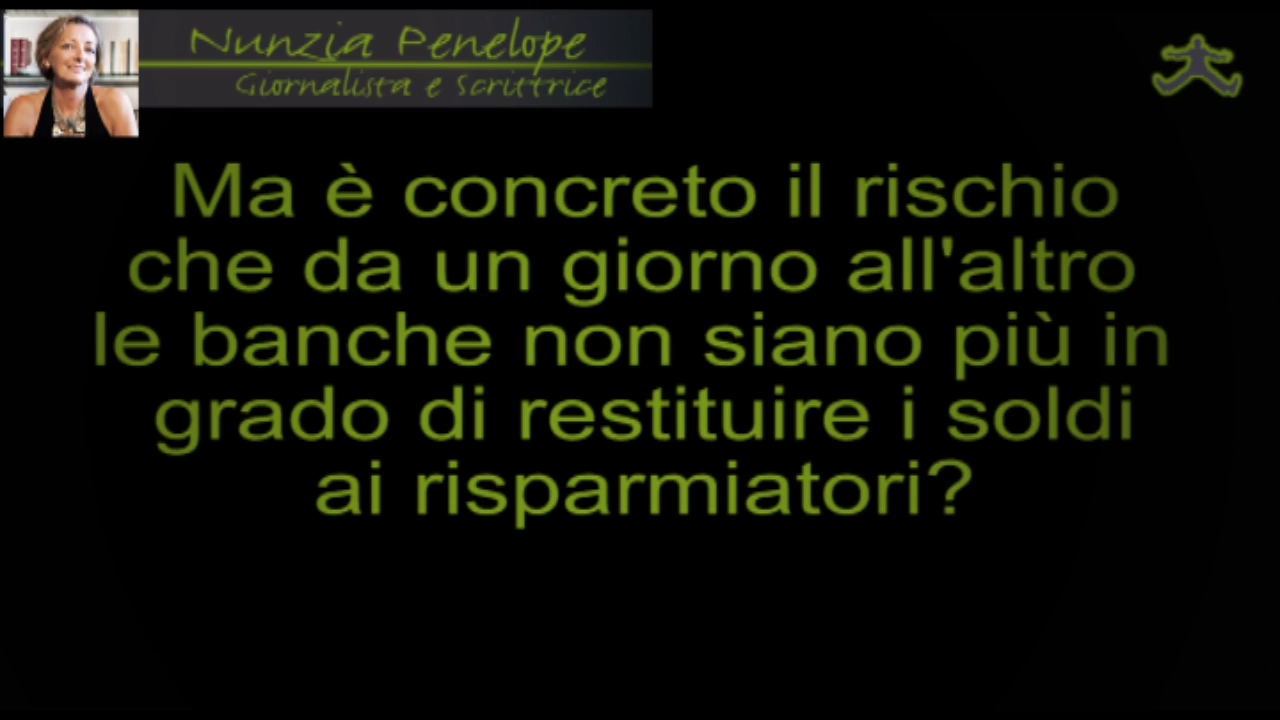 Nunzia Penelope
Giornalista e Scrittrice
Ma è concreto il rischio
che da un giorno all'altro
le banche non siano più in
grado di restituire i soldi
ai risparmiatori?